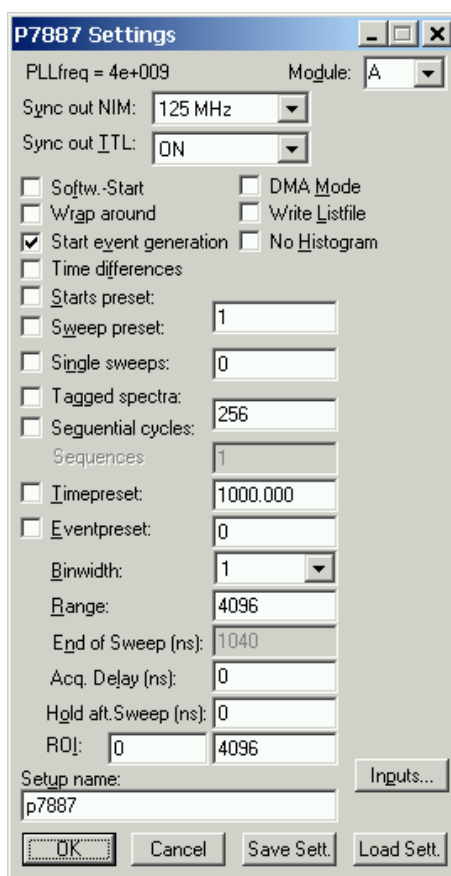 P7887 Settings
PLLfreq = 4e+009 Module: A
Sync out NIM: 125 MHz
Sync out TTL: ON
Softw.-Start DMA Mode
Wrap around Write Listfile
Start event generation No Histogram
Time differences
Starts preset:
Sweep preset: 1
Single sweeps: 0
Tagged spectra:
256
Seguential cycles:
Sequences 1
Timepreset: 1000.000
Eventpreset: 0
Binwidth: 1
Range: 4096
End of Sweep (ns): 1040
Acq. Delay (ns): 0
Hold aft.Sweep (ns): 0
ROI: 0 4096
Setup name: Inputs...
p7887
OK Cancel Save Sett. Load Sett.